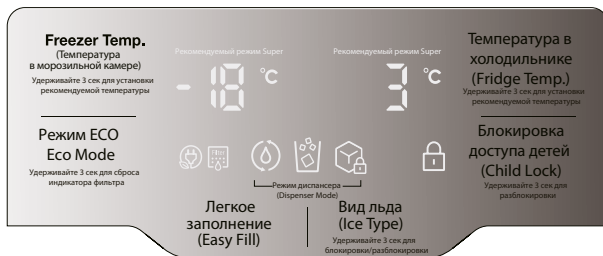 Freezer Temp.
(Температура
в морозильной камере)
Удерживайте 3 сек для установки
рекомендуемой температуры
Режим ECO
Eco Mode
Удерживайте 3 сек для сброса
индикатора фильтра
Рекомендуемый режим Super
-18 °C
Рекомендуемый режим Super
3 °C
Filter
Режим диспансера
(Dispenser Mode)
Легкое
заполнение
(Easy Fill)
Вид льда
(Ice Type)
Удерживайте 3 сек для
блокировки/разблокировки
Температура в
холодильнике
(Fridge Temp.)
Удерживайте 3 сек для установки
рекомендуемой температуры
Блокировка
доступа детей
(Child Lock)
Удерживайте 3 сек для
разблокировки